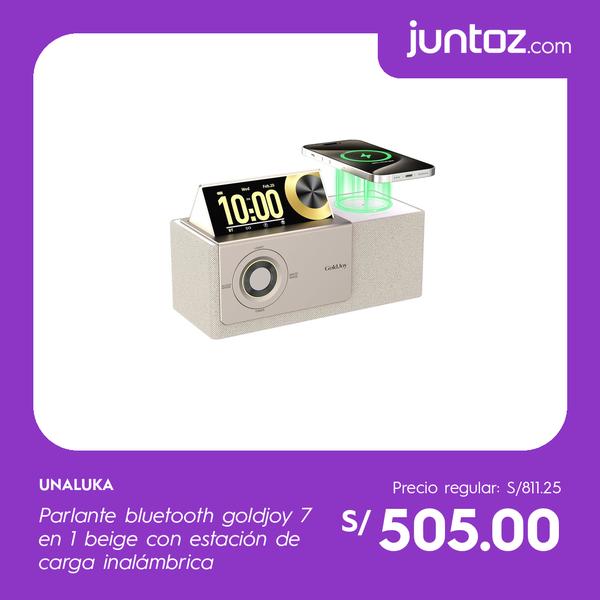 juntoz.com
Wed Feb.25
10:00
GoldJoy
UNALUKA
Parlante bluetooth goldjoy 7
en 1 beige con estación de
carga inalámbrica
Precio regular: S/811.25
S/ 505.00